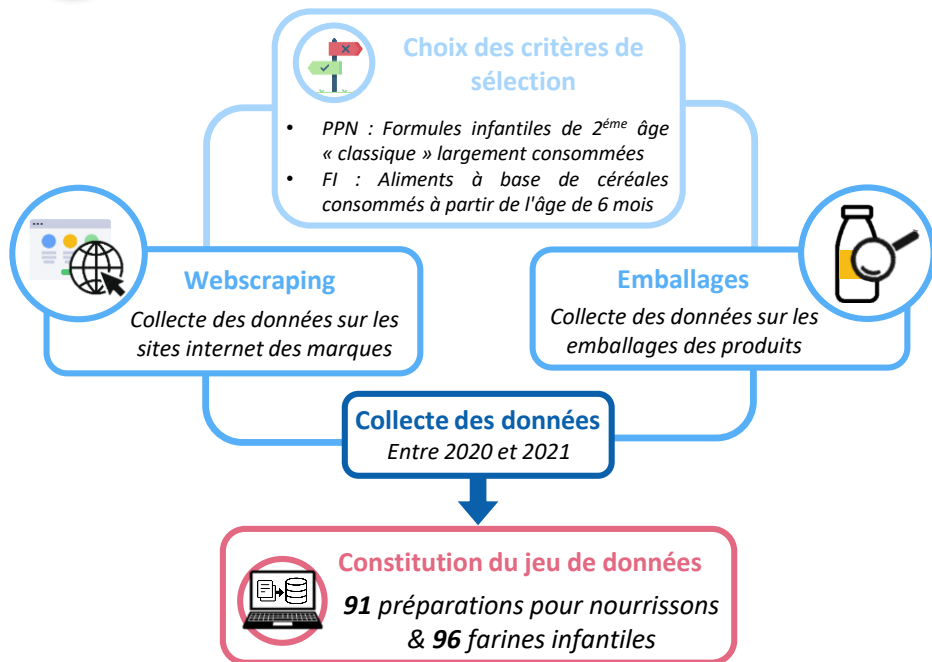 Choix des critères de
sélection
• PPN : Formules infantiles de 2éme âge
« classique » largement consommées
• FI : Aliments à base de céréales
consommés à partir de l'âge de 6 mois
Webscraping
Collecte des données sur les
sites internet des marques
Emballages
Collecte des données sur les
emballages des produits
Collecte des données
Entre 2020 et 2021
Constitution du jeu de données
91 préparations pour nourrissons
& 96 farines infantiles